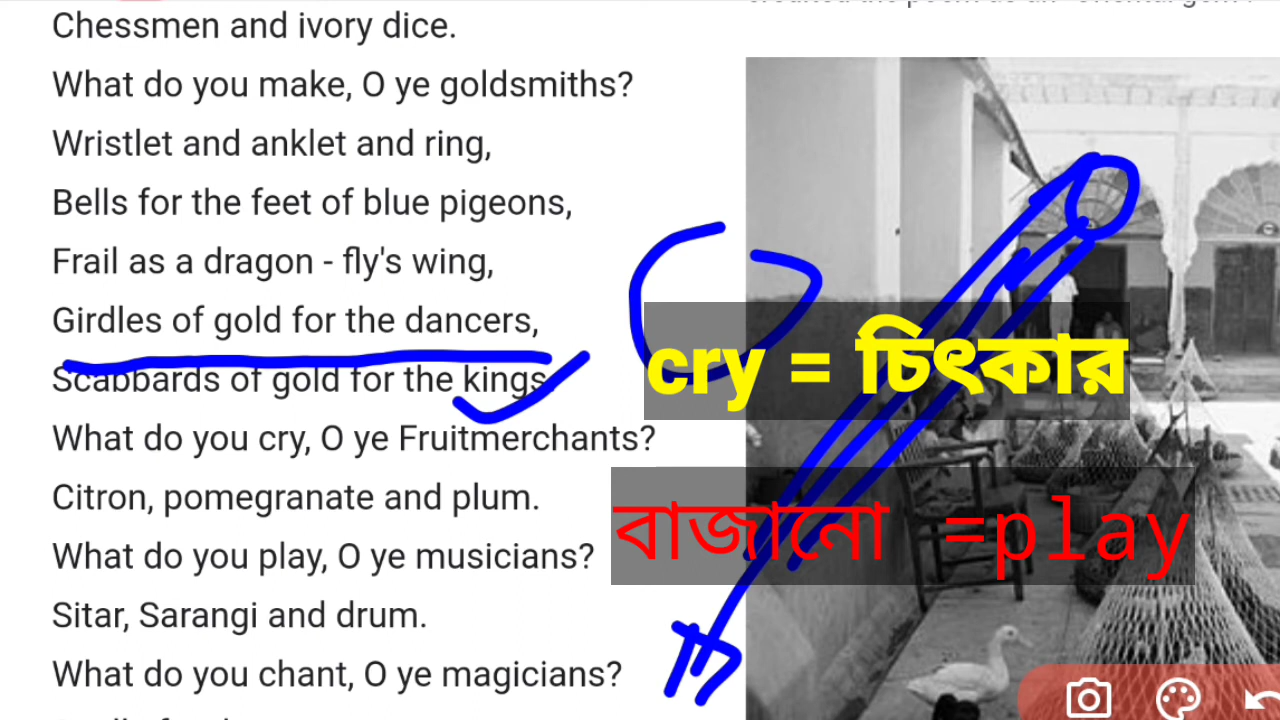 Chessmen and ivory dice.
What do you make, O ye goldsmiths?
Wristlet and anklet and ring,
Bells for the feet of blue pigeons,
Frail as a dragon - fly's wing,
Girdles of gold for the dancers,
Scabbards of gold for the kings
What do you cry, O ye Fruitmerchants?
Citron, pomegranate and plum.
What do you play, O ye musicians?
Sitar, Sarangi and drum.
What do you chant, O ye magicians?
cry = চিৎকার
বাজানো =play